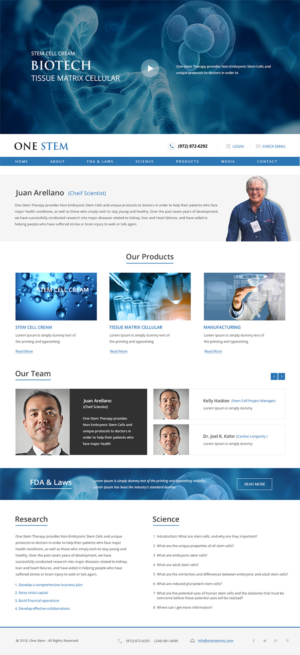 STEM CELL CREAM
BIOTECH
TISSUE MATRIX CELLULAR
One Stem Therapy provides Non-Embryonic Stem Cells and
unique protocols to doctors in order to
ONE STEM
(972) 872-6292
LOGIN
CHECK EMAIL
HOME
ABOUT
FDA & LAWS
SCIENCE
PRODUCTS
MEDIA
CONTACT
Juan Arellano (Cheif Scientist)
One Stem Therapy provides Non-Embryonic Stem Cells and unique protocols to doctors in order to help their patients who face
major health conditions, as well as those simply wish to stay young and healthy. Over the past seven years of development,
we have successfully conducted research into major diseases without kidney, liver and heart failures, and have aided in
helping people who have suffered stroke or brain injury to walk or talk again.
Our Products
STEM CELL CREAM
STEM CELL CREAM
Lorem Ipsum is simply dummy text of
the printing and typesetting
Read More
TISSUE MATRIX CELLULAR
Lorem Ipsum is simply dummy text of
the printing and typesetting
Read More
MANUFACTURING
Lorem Ipsum is simply dummy text of
the printing and typesetting
Read More
Our Team
Juan Arellano
(Cheif Scientist)
One Stem Therapy provides
Non-Embryonic Stem Cells and
unique protocols to doctors in
order to help their patients who
face major health
Kelly Hadsee (Stem Cell Project Manager)
Lorem Ipsum is simply dummy
Dr. Joel K. Kahn (Central Longevity)
Lorem Ipsum is simply dummy
FDA & Laws
Lorem Ipsum is simply dummy text of the printing and typesetting industry.
Lorem Ipsum has been the industry's standard dummy
READ MORE
Research
One Stem Therapy provides Non-Embryonic Stem Cells and unique
protocols to doctors in order to help their patients who face major
health conditions, as well as those simply wish to stay young and
healthy. Over the past seven years of development, we have
successfully conducted research into major diseases without kidney,
liver and heart failures, and have aided in helping people who have
suffered stroke or brain injury to walk or talk again.
1. Develop a comprehensive business plan
2. Raise initial capital
3. Build financial operations
4. Develop effective collaborations.
Science
1 Introduction: What are stem cells, and why are they important?
2 What are the unique properties of all stem cells?
3 What are embryonic stem cells?
4 What are adult stem cells?
5 What are the similarities and differences between embryonic and adult stem cells?
6 What are induced pluripotent stem cells?
7 What are the potential uses of human stem cells and the obstacles that must be
overcome before these potential uses will be realized?
8 Where can I get more information?
© 2018. One Stem - All Rights Reserved
(972) 872-6292